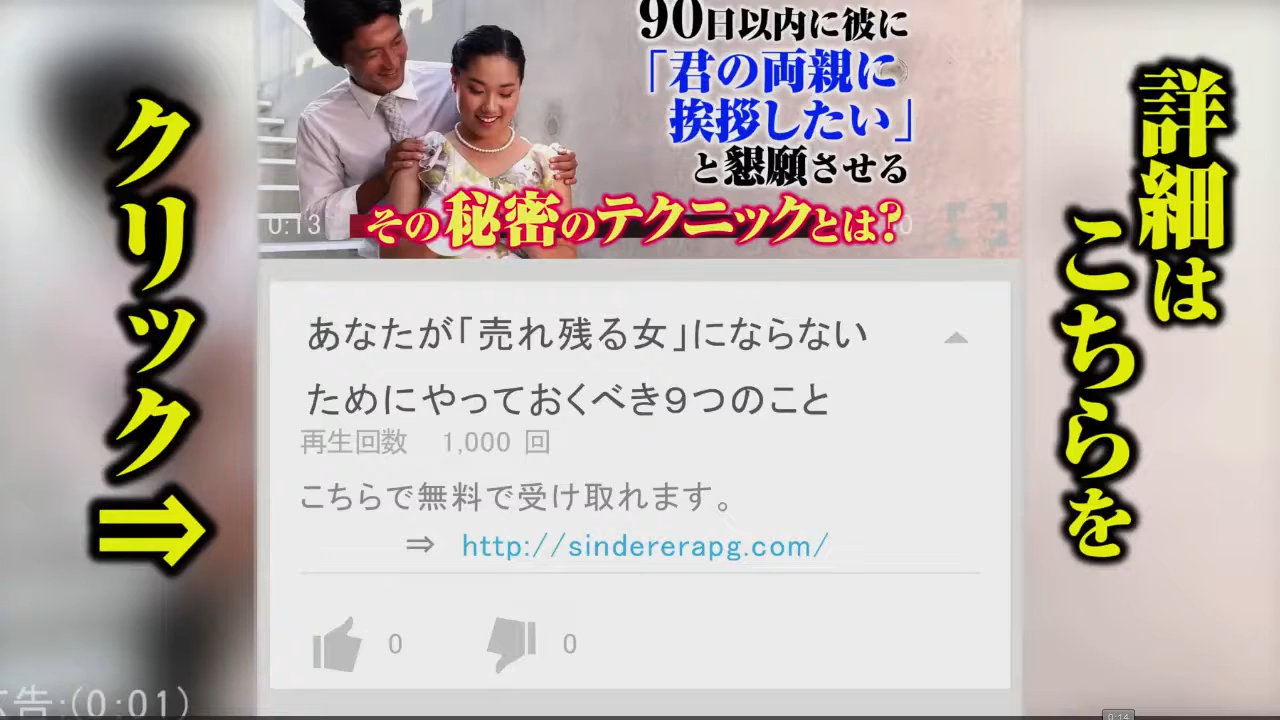 90日以内に彼に
「君の両親に
挨拶したい」
と懇願させる
その秘密のテクニックとは?
0:13
詳細は
こちらを
クリック⇒
あなたが「売れ残る女」にならない
ためにやっておくべき9つのこと
再生回数 1,000 回
こちらで無料で受け取れます。
⇒ http://sindererapg.com/
0
0
広告:(0:01)
0:14